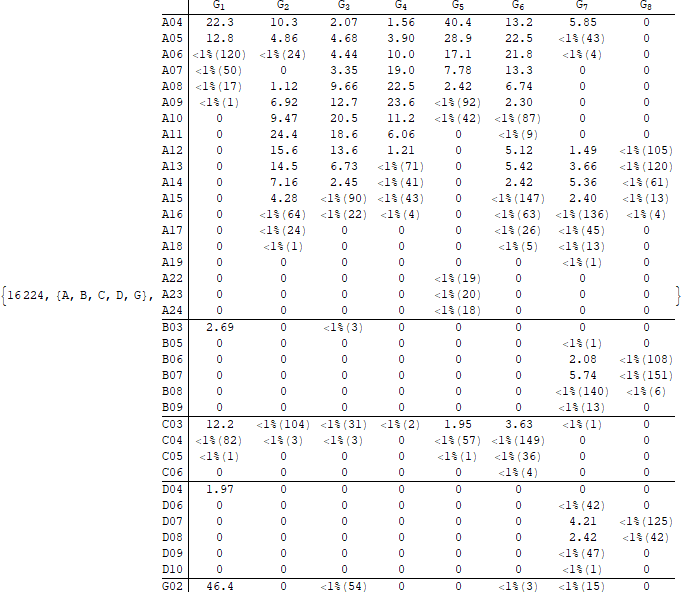 G1 G2 G3 G4 G5 G6 G7 G8
A04 22.3 10.3 2.07 1.56 40.4 13.2 5.85 0
A05 12.8 4.86 4.68 3.90 28.9 22.5 <1%(43) 0
A06 <1%(120) <1%(24) 4.44 10.0 17.1 21.8 <1%(4) 0
A07 <1%(50) 0 3.35 19.0 7.78 13.3 0 0
A08 <1%(17) 1.12 9.66 22.5 2.42 6.74 0 0
A09 <1%(1) 6.92 12.7 23.6 <1%(92) 2.30 0 0
A10 0 9.47 20.5 11.2 <1%(42) <1%(87) 0 0
A11 0 24.4 18.6 6.06 0 <1%(9) 0 0
A12 0 15.6 13.6 1.21 0 5.12 1.49 <1%(105)
A13 0 14.5 6.73 <1%(71) 0 5.42 3.66 <1%(120)
A14 0 7.16 2.45 <1%(41) 0 2.42 5.36 <1%(61)
A15 0 4.28 <1%(90) <1%(43) 0 <1%(147) 2.40 <1%(13)
A16 0 <1%(64) <1%(22) <1%(4) 0 <1%(63) <1%(136) <1%(4)
A17 0 <1%(24) 0 0 0 <1%(26) <1%(45) 0
A18 0 <1%(1) 0 0 0 <1%(5) <1%(13) 0
A19 0 0 0 0 0 0 <1%(1) 0
A22 0 0 0 0 <1%(19) 0 0 0
{16224, {A, B, C, D, G}, A23 0 0 0 0 <1%(20) 0 0 0 }
A24 0 0 0 0 <1%(18) 0 0 0
B03 2.69 0 <1%(3) 0 0 0 0 0
B05 0 0 0 0 0 0 <1%(1) 0
B06 0 0 0 0 0 0 2.08 <1%(108)
B07 0 0 0 0 0 0 5.74 <1%(151)
B08 0 0 0 0 0 0 <1%(140) <1%(6)
B09 0 0 0 0 0 0 <1%(13) 0
C03 12.2 <1%(104) <1%(31) <1%(2) 1.95 3.63 <1%(1) 0
C04 <1%(82) <1%(3) <1%(3) 0 <1%(57) <1%(149) 0 0
C05 <1%(1) 0 0 0 <1%(1) <1%(36) 0 0
C06 0 0 0 0 0 <1%(4) 0 0
D04 1.97 0 0 0 0 0 0 0
D06 0 0 0 0 0 0 <1%(42) 0
D07 0 0 0 0 0 0 4.21 <1%(125)
D08 0 0 0 0 0 0 2.42 <1%(42)
D09 0 0 0 0 0 0 <1%(47) 0
D10 0 0 0 0 0 0 <1%(1) 0
G02 46.4 0 <1%(54) 0 0 <1%(3) <1%(15) 0